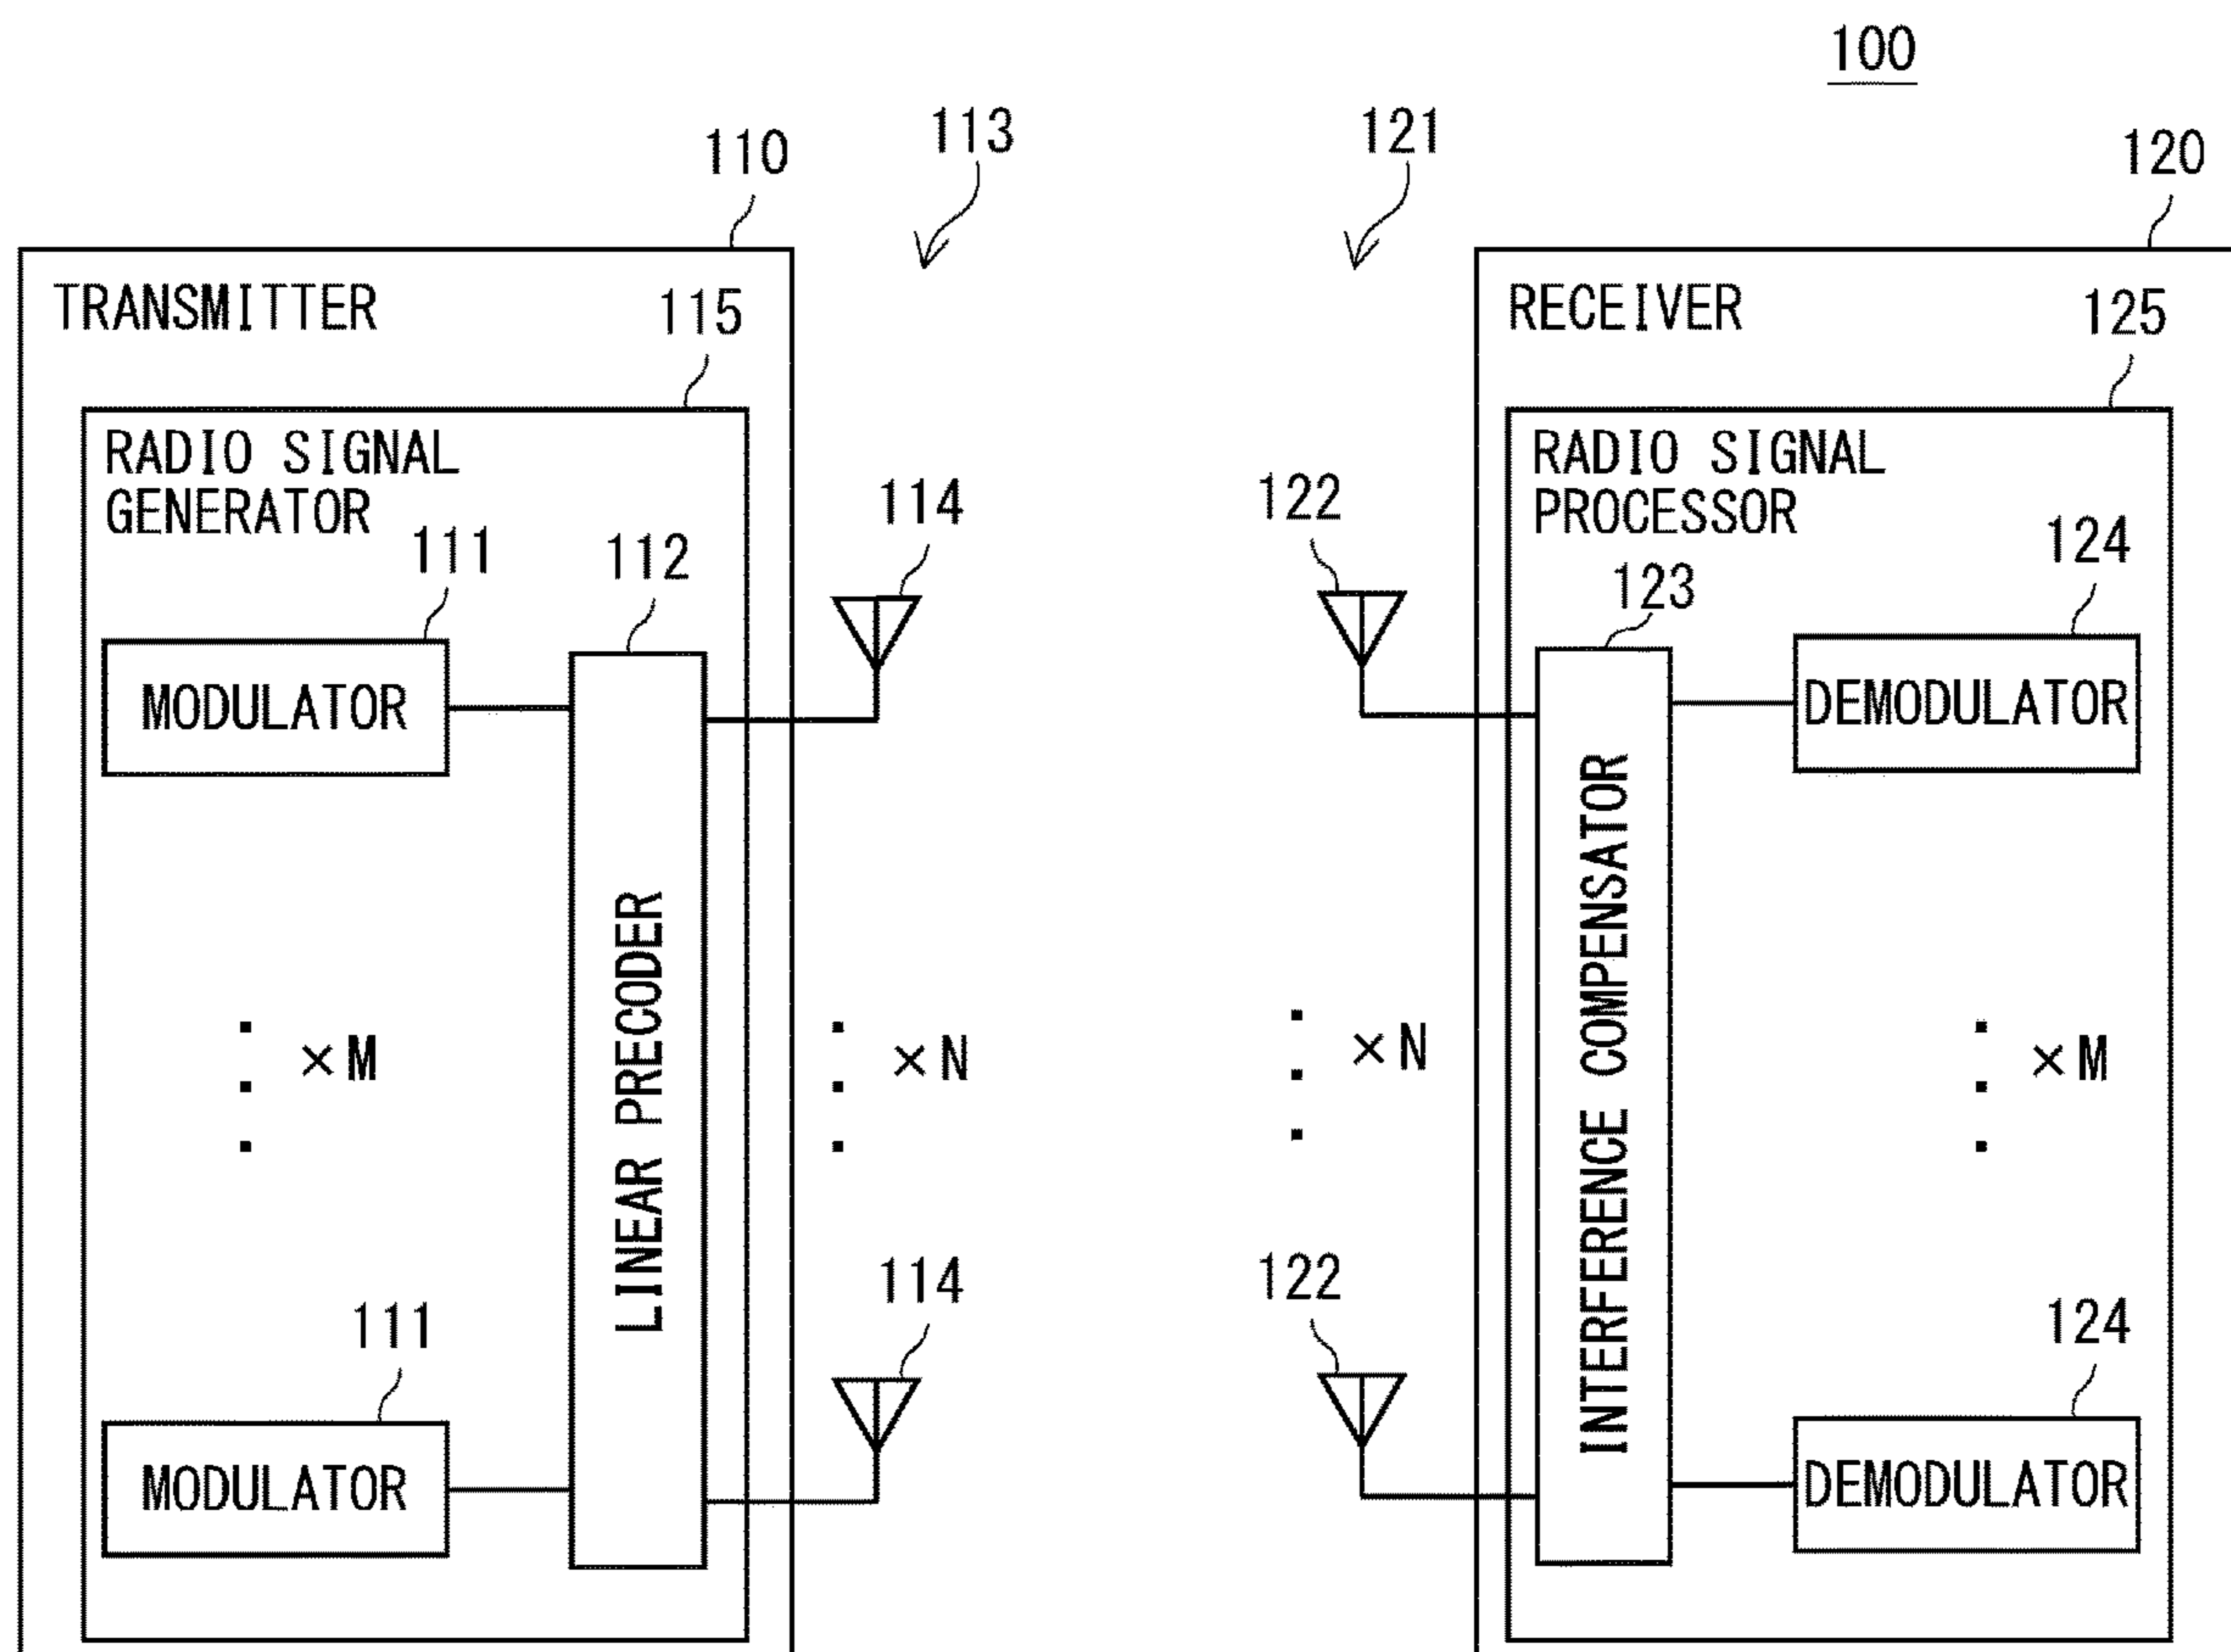 100
110
113
121
120
TRANSMITTER
115
RECEIVER
125
RADIO SIGNAL
GENERATOR
RADIO SIGNAL
PROCESSOR
111
112
114
122
123
124
MODULATOR
DEMODULATOR
LINEAR PRECODER
INTERFERENCE COMPENSATOR
×M
×N
×N
×M
111
114
122
124
MODULATOR
DEMODULATOR